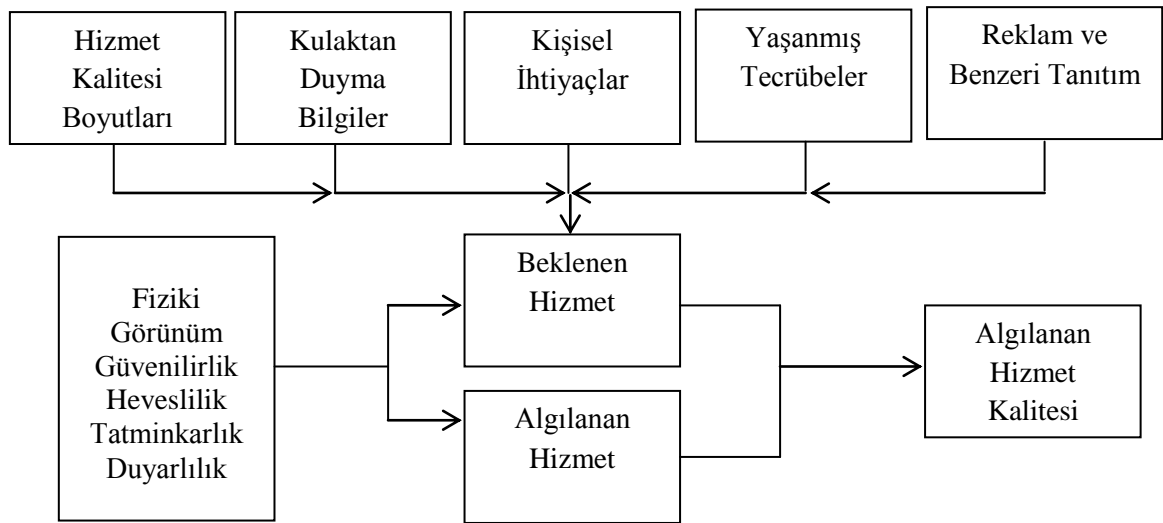 Hizmet
Kalitesi
Boyutları
Kulaktan
Duyma
Bilgiler
Kişisel
İhtiyaçlar
Yaşanmış
Tecrübeler
Reklam ve
Benzeri Tanıtım
Fiziki
Görünüm
Güvenilirlik
Heveslilik
Tatminkarlık
Duyarlılık
Beklenen
Hizmet
Algılanan
Hizmet
Algılanan
Hizmet
Kalitesi